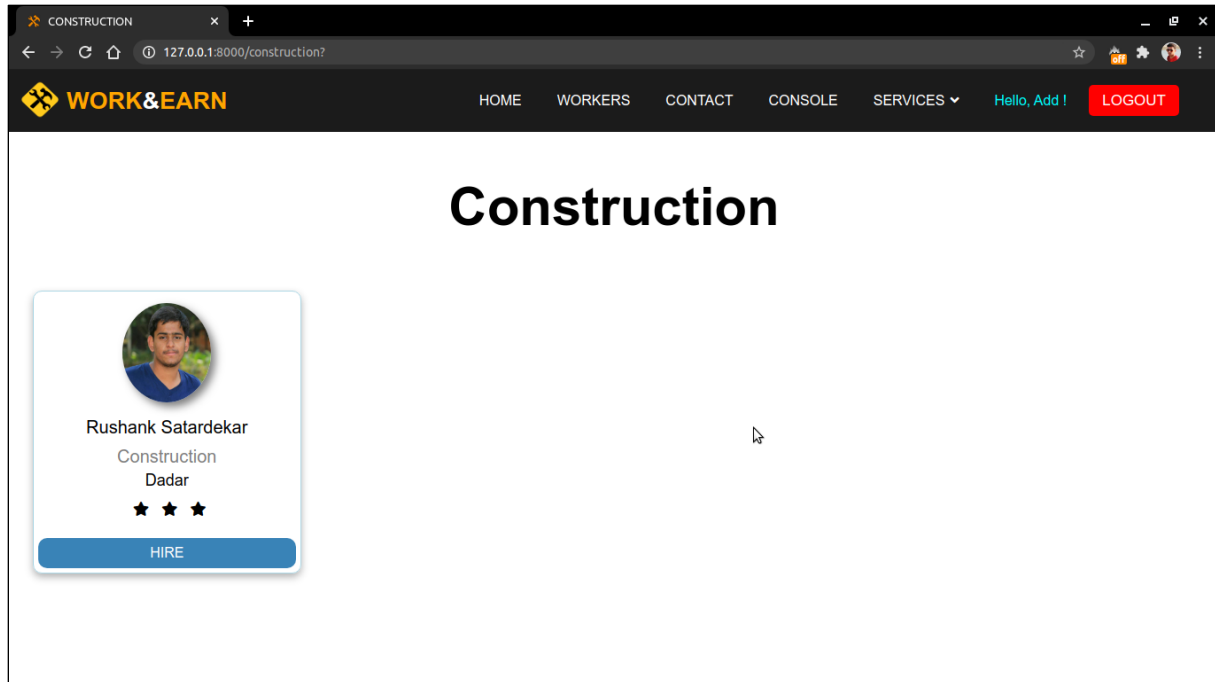 CONSTRUCTION
127.0.0.1:8000/construction?
off
WORK&EARN HOME WORKERS CONTACT CONSOLE SERVICES Hello, Add ! LOGOUT
Construction
Rushank Satardekar
Construction
Dadar
HIRE